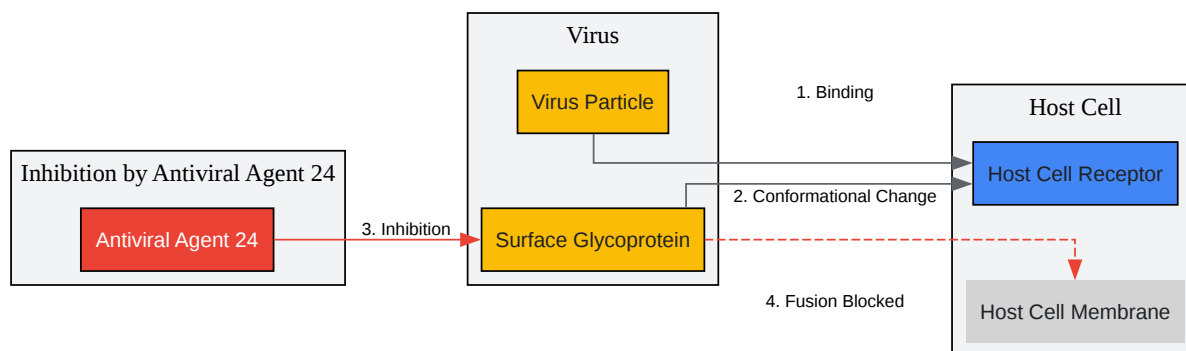 Virus
Virus Particle
1. Binding
Host Cell
Inhibition by Antiviral Agent 24
Host Cell Receptor
2. Conformational Change
Antiviral Agent 24
3. Inhibition
Surface Glycoprotein
4. Fusion Blocked
Host Cell Membrane